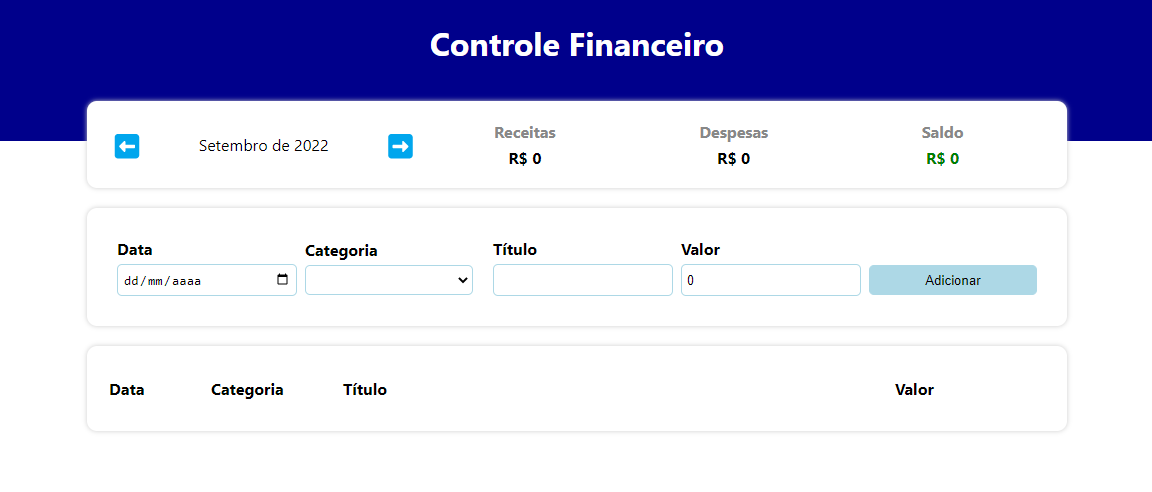 Controle Financeiro
Setembro de 2022
Receitas
R$ 0
Despesas
R$ 0
Saldo
R$ 0
Data
Categoria
Título
Valor
dd/mm/aaaa
0
Adicionar
Data Categoria Título Valor